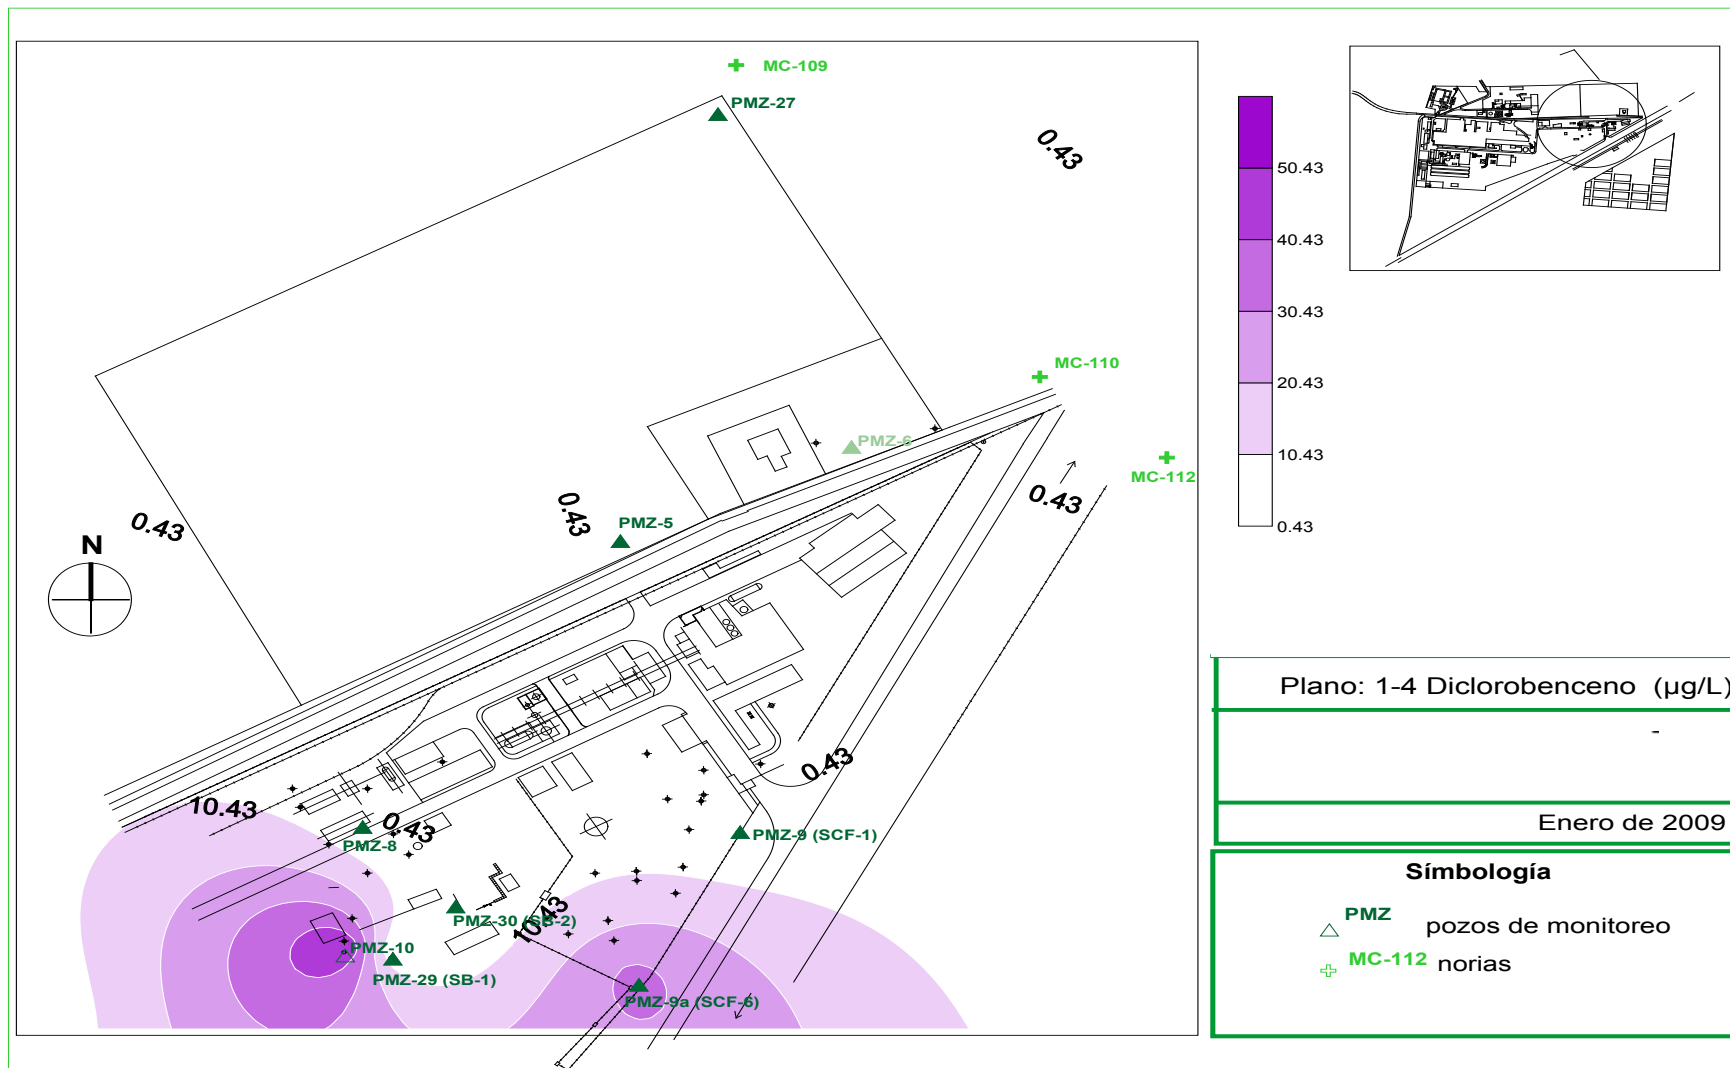 MC-109
PMZ-27
0.43
50.43
40.43
30.43
20.43
10.43
0.43
MC-110
PMZ-6
MC-112
0.43
0.43
0.43
PMZ-5
N
Plano: 1-4 Diclorobenceno (µg/L)
-
0.43
10.43
0.43
PMZ-8
PMZ-9 (SCF-1)
Enero de 2009
Símbología
PMZ pozos de monitoreo
MC-112 norias
PMZ-30 (SB-2)
10.43
PMZ-10
PMZ-29 (SB-1)
PMZ-9a (SCF-6)